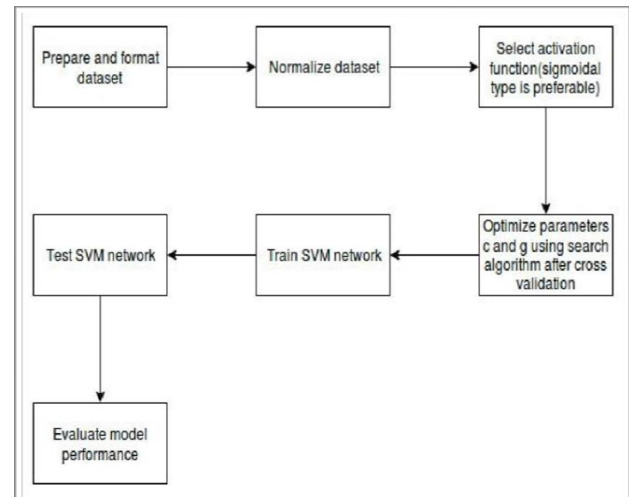 Prepare and format
dataset
Normalize dataset
Select activation
function(sigmoidal
type is preferable)
Optimize parameters
c and g using search
algorithm after cross
validation
Train SVM network
Test SVM network
Evaluate model
performance